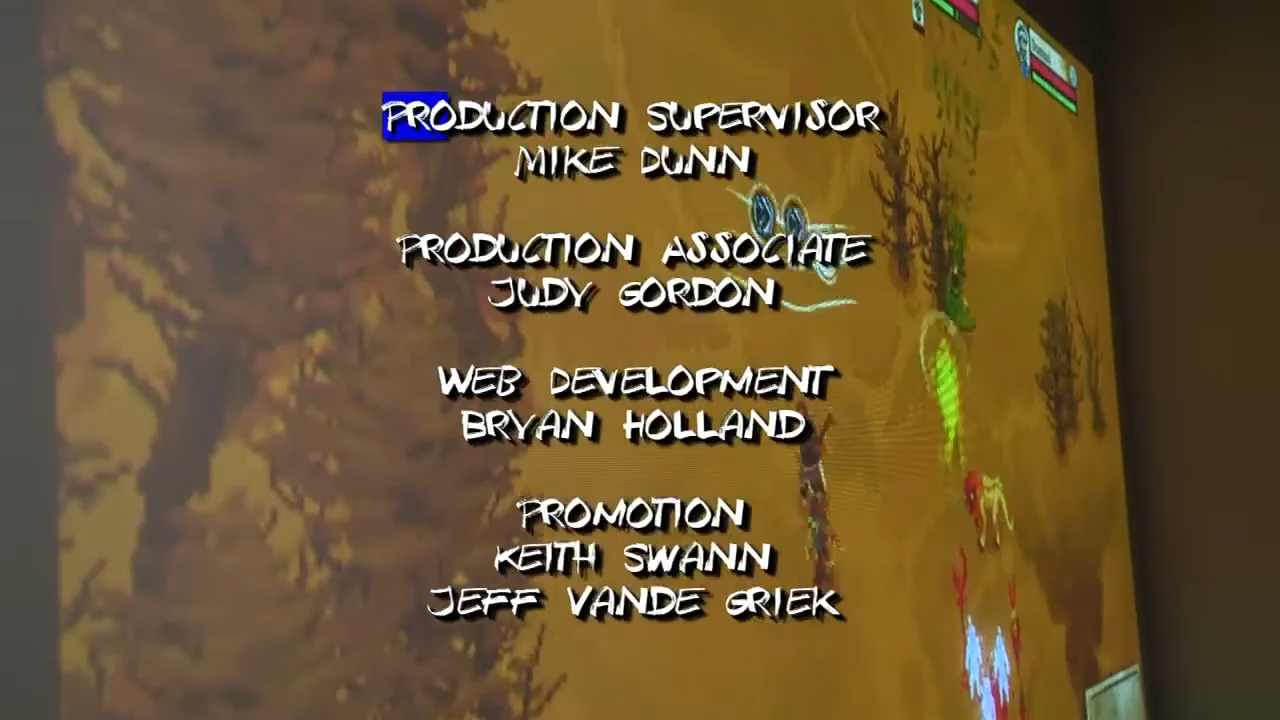 PRODUCTION SUPERVISOR
MIKE DUNN
PRODUCTION ASSOCIATE
JUDY GORDON
WEB DEVELOPMENT
BRYAN HOLLAND
PROMOTION
KEITH SWANN
JEFF VANDE GRIEK